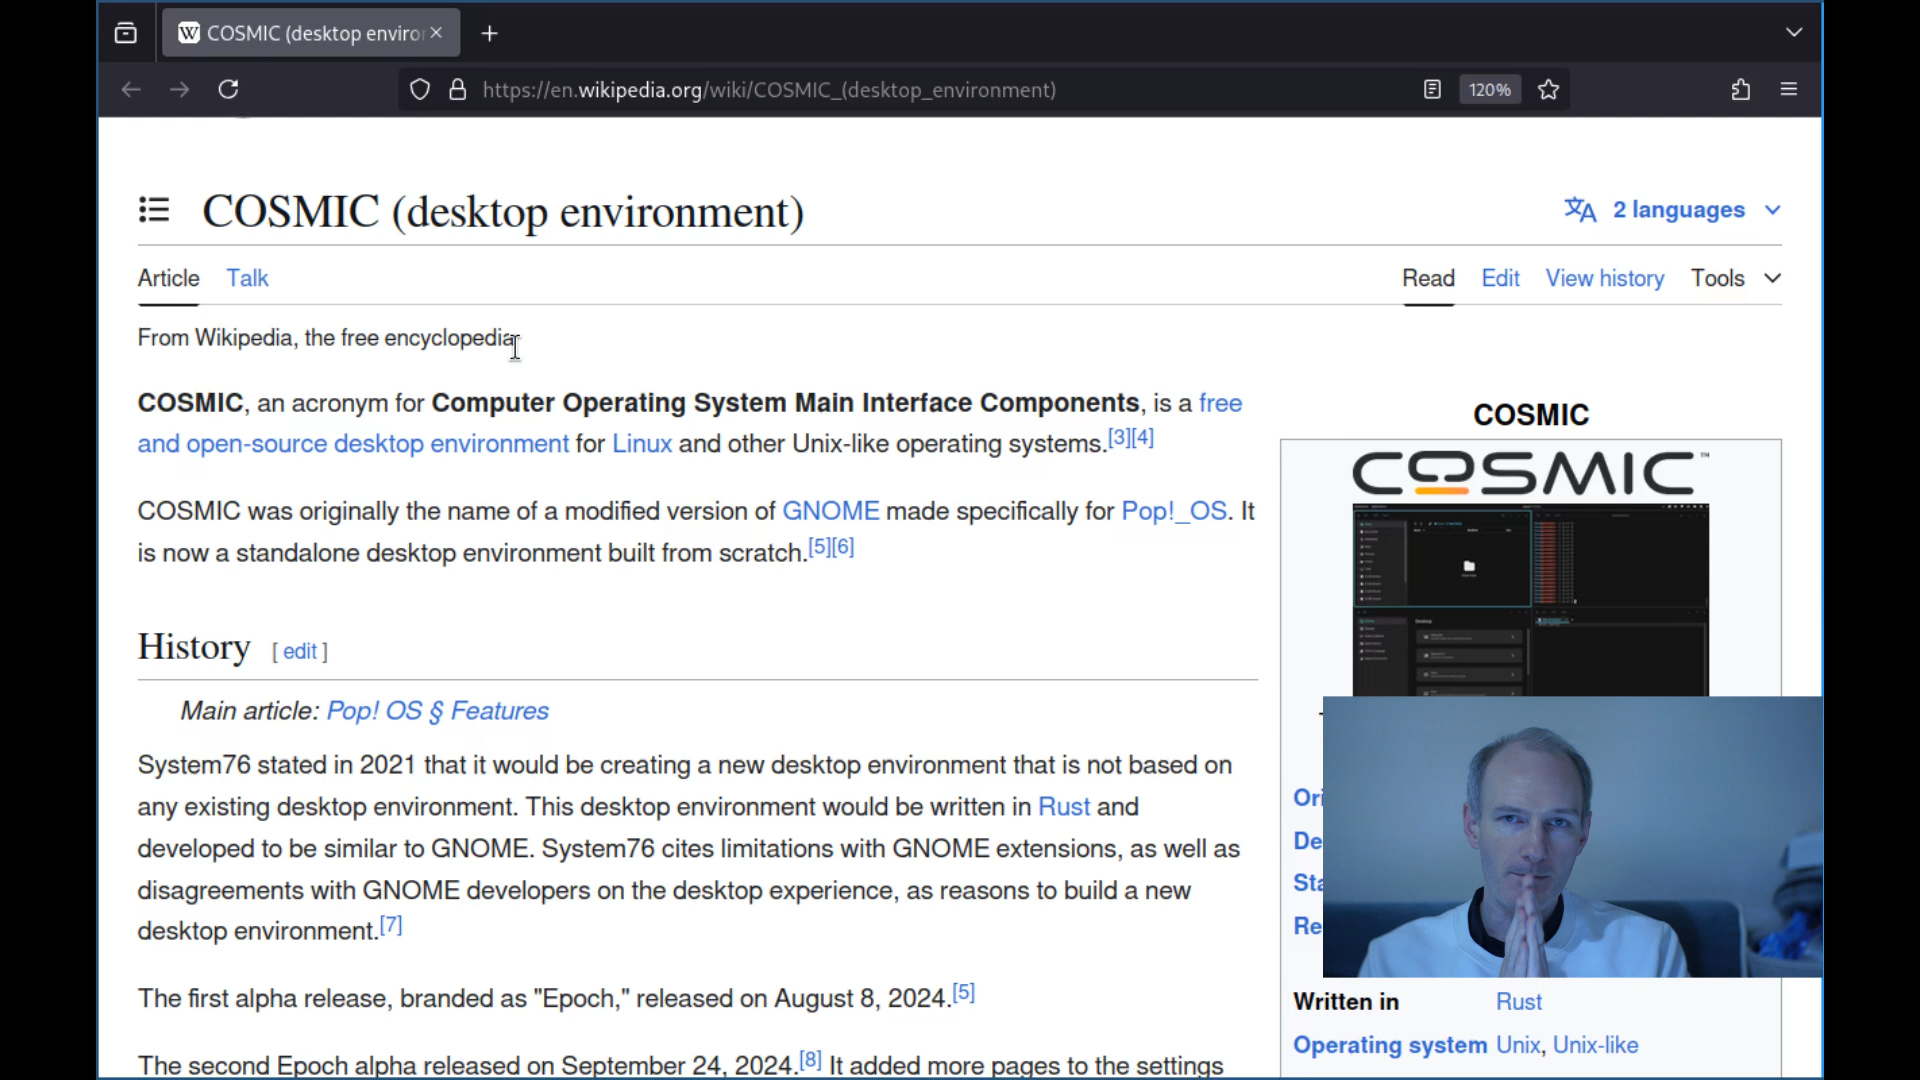 COSMIC (desktop enviro
https://en.wikipedia.org/wiki/COSMIC_(desktop_environment)
120%
COSMIC (desktop environment)
2 languages
Article Talk
Read Edit View history Tools
From Wikipedia, the free encyclopedia
COSMIC, an acronym for Computer Operating System Main Interface Components, is a free
and open-source desktop environment for Linux and other Unix-like operating systems.[3][4]
COSMIC was originally the name of a modified version of GNOME made specifically for Pop!_OS. It
is now a standalone desktop environment built from scratch.[5][6]
History [ edit ]
Main article: Pop! OS § Features
System76 stated in 2021 that it would be creating a new desktop environment that is not based on
any existing desktop environment. This desktop environment would be written in Rust and
developed to be similar to GNOME. System76 cites limitations with GNOME extensions, as well as
disagreements with GNOME developers on the desktop experience, as reasons to build a new
desktop environment.[7]
The first alpha release, branded as "Epoch," released on August 8, 2024.[5]
The second Epoch alpha released on September 24, 2024.[8] It added more pages to the settings
COSMIC
COSMIC™
Ori
De
Sta
Re
Written in Rust
Operating system Unix, Unix-like